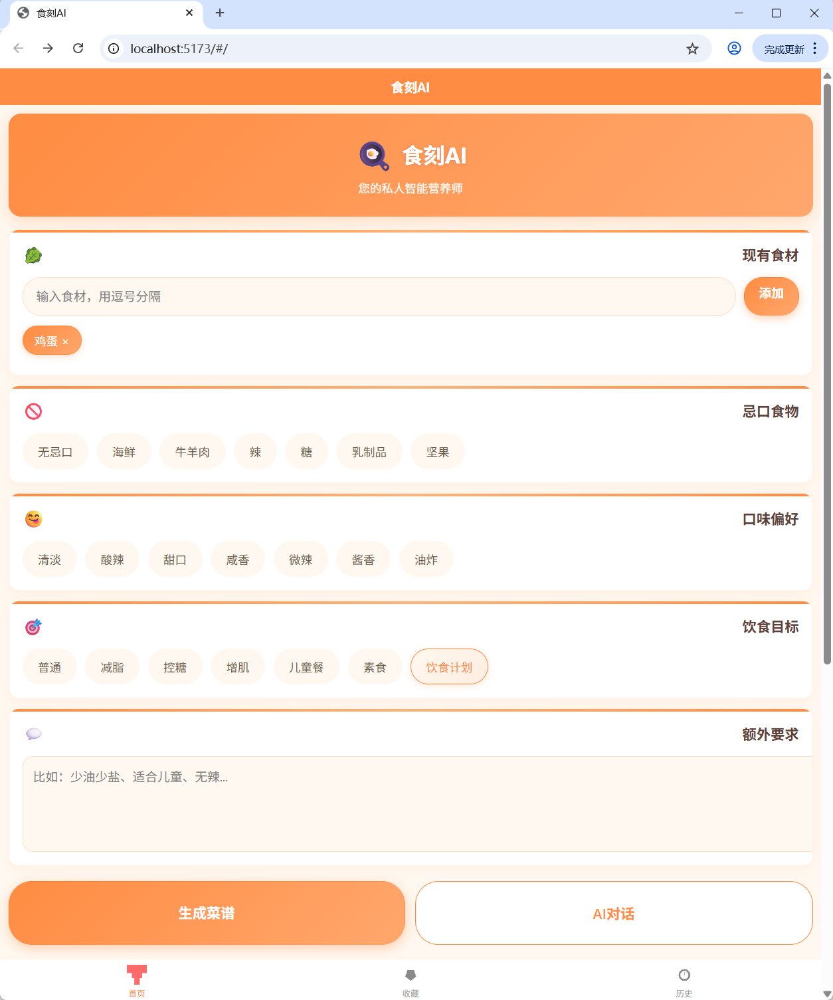 食刻AI
localhost:5173/#/
完成更新
食刻AI
食刻AI
您的私人智能营养师
现有食材
输入食材，用逗号分隔
添加
鸡蛋 ×
忌口食物
无忌口 海鲜 牛羊肉 辣 糖 乳制品 坚果
口味偏好
清淡 酸辣 甜口 咸香 微辣 酱香 油炸
饮食目标
普通 减脂 控糖 增肌 儿童餐 素食 饮食计划
额外要求
比如：少油少盐、适合儿童、无辣...
生成菜谱 AI对话
首页 收藏 历史